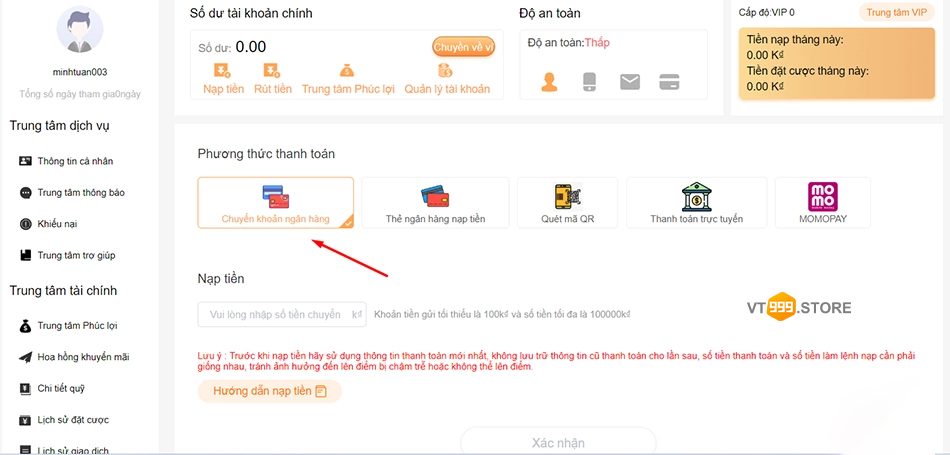 minhtuan003
Tổng số ngày tham gia0ngày
Trung tâm dịch vụ
Thông tin cá nhân
Trung tâm thông báo
Khiếu nại
Trung tâm trợ giúp
Trung tâm tài chính
Trung tâm Phúc lợi
Hoa hồng khuyến mãi
Chi tiết quỹ
Lịch sử đặt cược
Lịch sử giao dịch
Số dư tài khoản chính
Số dư: 0.00
Chuyển về ví
Nạp tiền Rút tiền Trung tâm Phúc lợi Quản lý tài khoản
Độ an toàn
Độ an toàn:Thấp
Cấp độ:VIP 0
Trung tâm VIP
Tiền nạp tháng này:
0.00 K₫
Tiền đặt cược tháng này:
0.00 K₫
Phương thức thanh toán
Chuyển khoản ngân hàng
Thẻ ngân hàng nạp tiền
Quét mã QR
Thanh toán trực tuyến
mo
mo
MOMOPAY
Nạp tiền
Vui lòng nhập số tiền chuyển k₫
Khoản tiền gửi tối thiểu là 100k₫ và số tiền tối đa là 100000k₫
VT999.STORE
Lưu ý : Trước khi nạp tiền hãy sử dụng thông tin thanh toán mới nhất, không lưu trữ thông tin cũ thanh toán cho lần sau, số tiền thanh toán và số tiền làm lệnh nạp cần phải
giống nhau, tránh ảnh hưởng đến lên điểm bị chậm trễ hoặc không thể lên điểm.
Hướng dẫn nạp tiền
Xác nhận